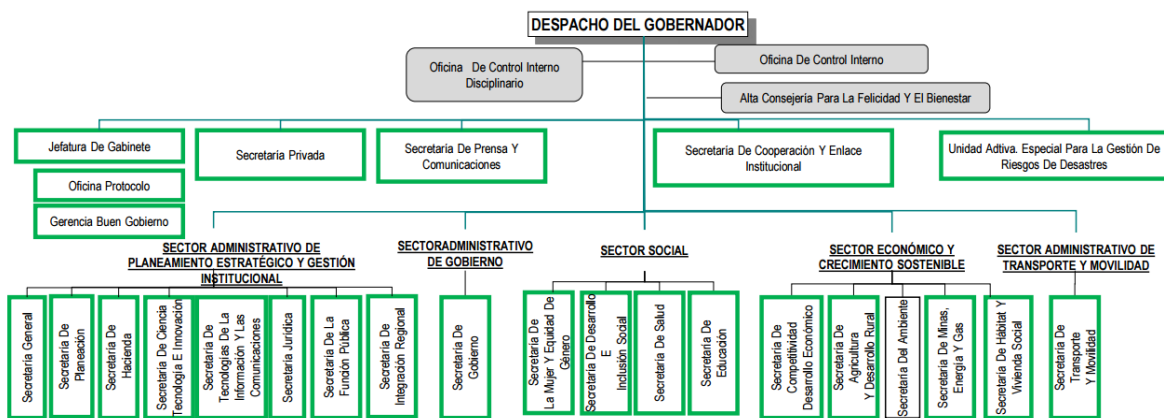 DESPACHO DEL GOBERNADOR
Oficina De Control Interno
Disciplinario
Oficina De Control Interno
Alta Consejeria Para La Felicidad Y El Bienestar
Jefatura De Gabinete
Secretaría Privada
Secretaría De Prensa Y
Comunicaciones
Secretaría De Cooperación Y Enlace
Institucional
Unidad Adtiva. Especial Para La Gestión De
Riesgos De Desastres
Oficina Protocolo
Gerencia Buen Gobierno
SECTOR ADMINISTRATIVO DE
PLANEAMIENTO ESTRATÉGICO Y GESTIÓN
INSTITUCIONAL
SECTORADMINISTRATIVO
DE GOBIERNO
SECTOR SOCIAL
SECTOR ECONÓMICO Y
CRECIMIENTO SOSTENIBLE
SECTOR ADMINISTRATIVO DE
TRANSPORTE Y MOVILIDAD
Secretaría General
Secretaría De
Planeación
Secretaría De
Hacienda
Secretaría De Ciencia
Tecnología E Innovación
Secretaría De
Tecnologías De La
Información Y Las
Comunicaciones
Secretaría Jurídica
Secretaría De La
Función Pública
Secretaría De
Integración Regional
Secretaría De
Gobierno
Secretaría De
La Mujer Y Equidad De
Género
Secretaría De Desarrollo
E
Inclusión Social
Secretaría De Salud
Secretaría De
Educación
Secretaría De
Competitividad
Desarollo Económico
Secretaría De
Agricultura
Y Desarrollo Rural
Secretaría Del Ambiente
Secretaría De Minas,
Energía Y Gas
Secretaría De Hábitat Y
Vivienda Social
Secretaría De
Transporte
Y Movilidad